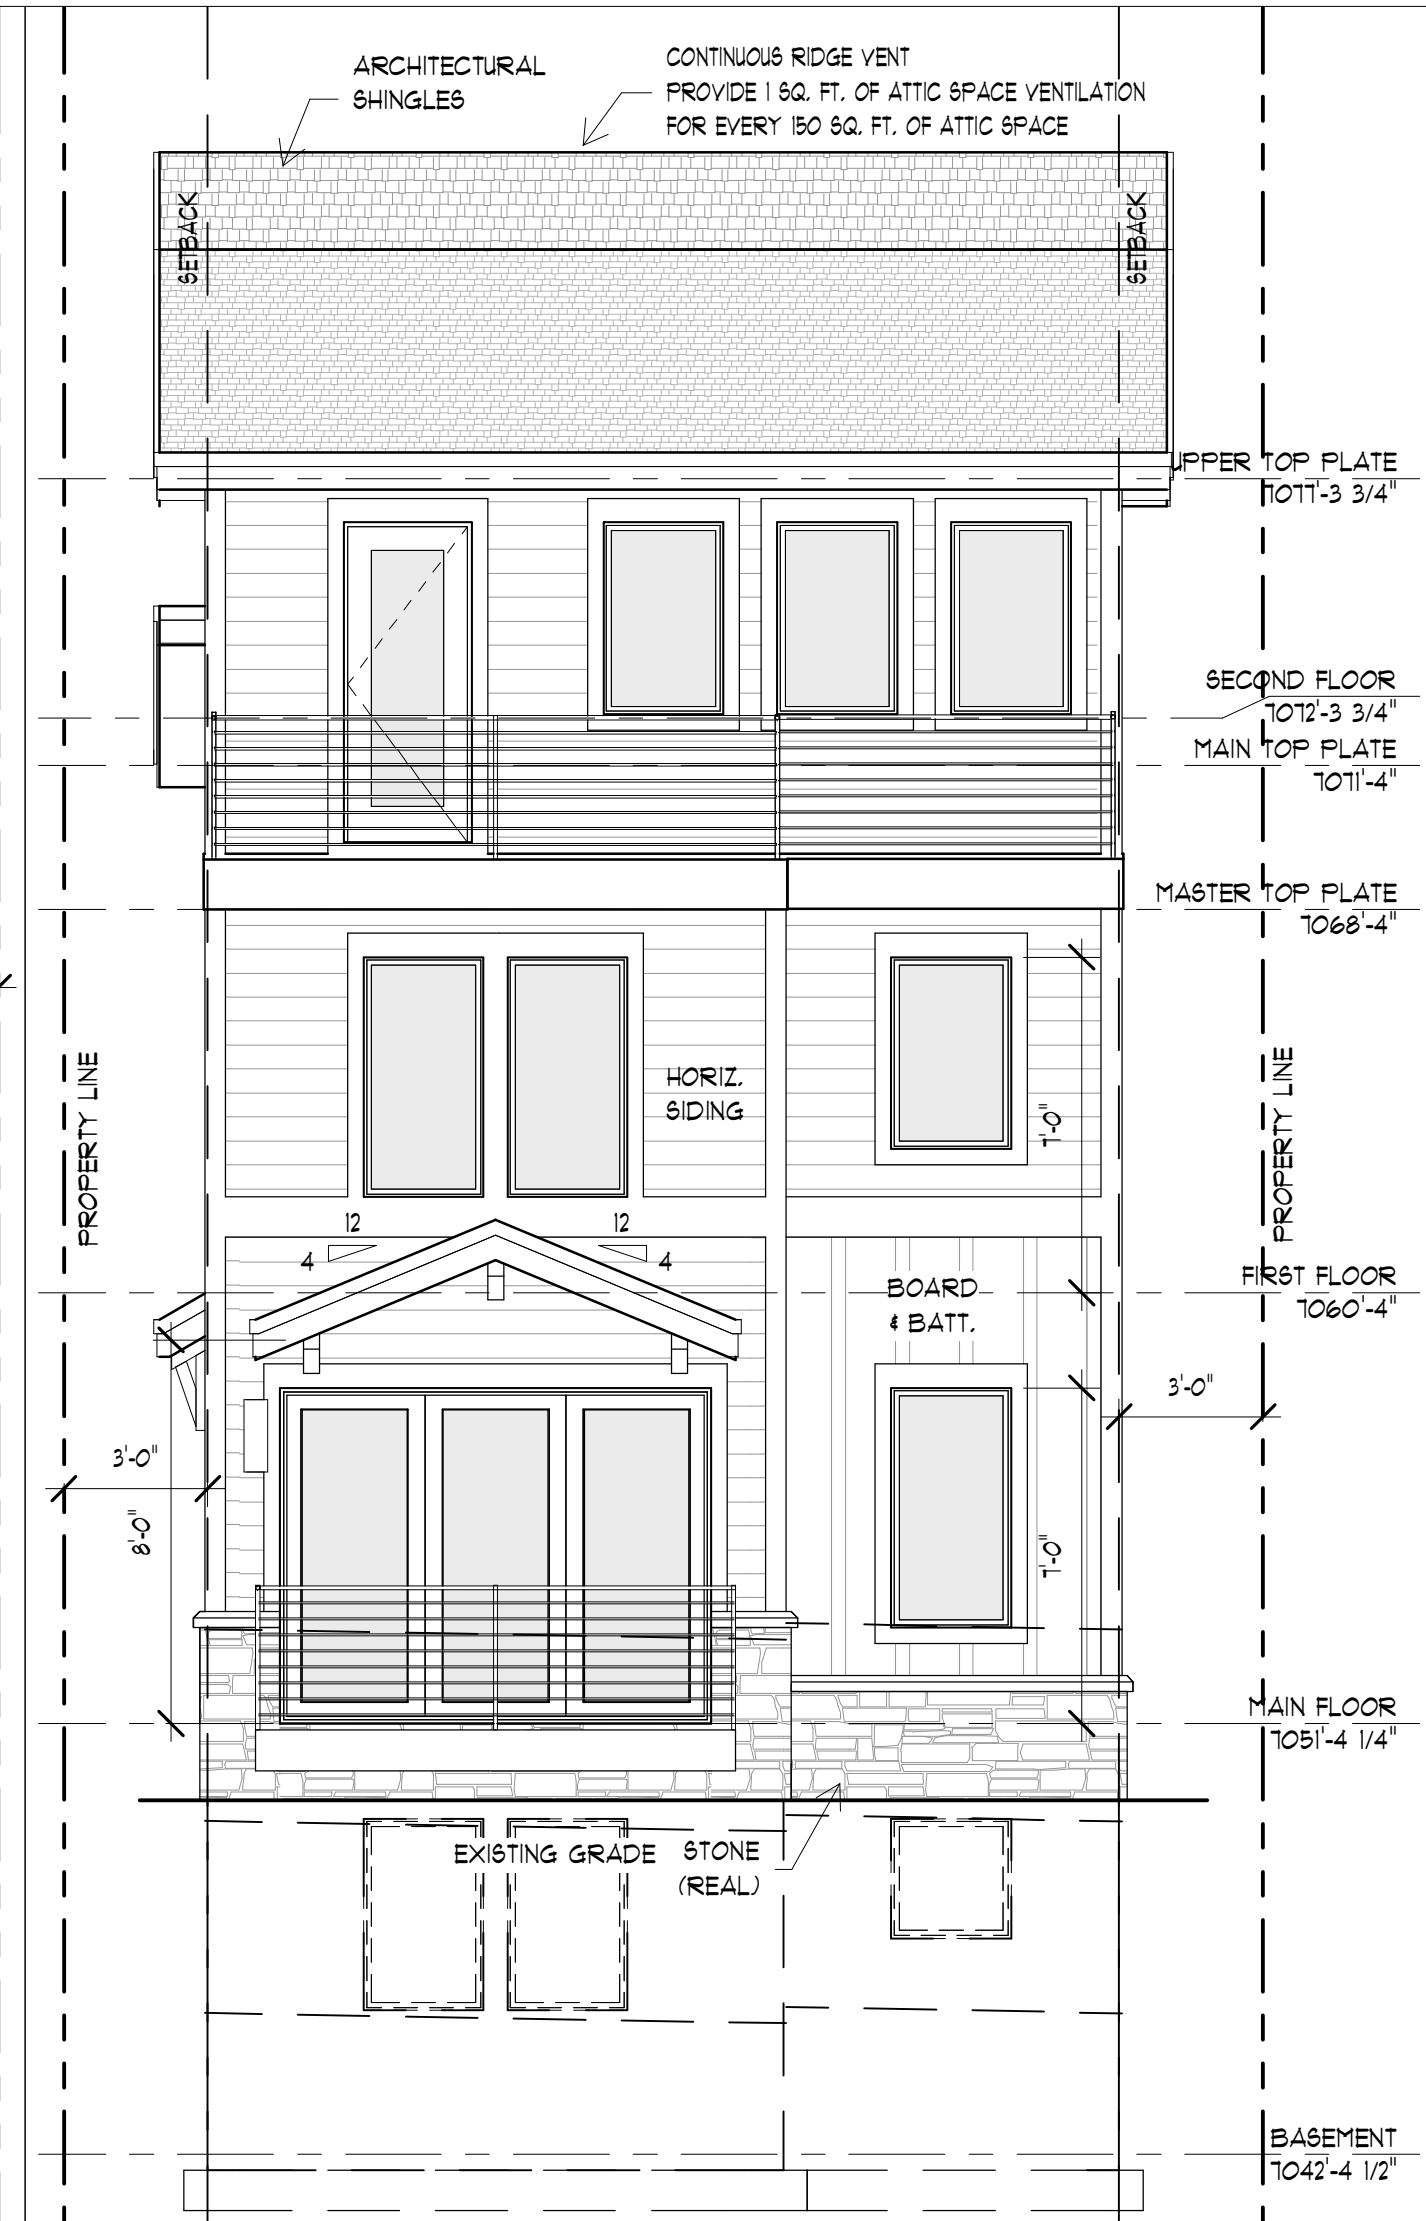 ARCHITECTURAL
SHINGLES
CONTINUOUS RIDGE VENT
PROVIDE 1 SQ. FT. OF ATTIC SPACE VENTILATION
FOR EVERY 150 SQ. FT. OF ATTIC SPACE
SETBACK
SETBACK
UPPER TOP PLATE
7077'-3 3/4"
SECOND FLOOR
7072'-3 3/4"
MAIN TOP PLATE
7071'-4"
MASTER TOP PLATE
7068'-4"
PROPERTY LINE
HORIZ.
SIDING
7'-0"
PROPERTY LINE
12
4
12
4
BOARD
& BATT.
FIRST FLOOR
7060'-4"
3'-0"
3'-0"
8'-0"
7'-0"
MAIN FLOOR
7051'-4 1/4"
EXISTING GRADE
STONE
(REAL)
BASEMENT
7042'-4 1/2"